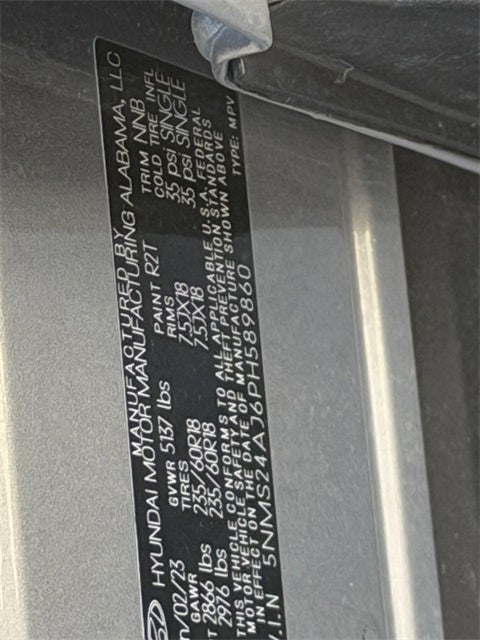 MANUFACTURED BY
HYUNDAI MOTOR MANUFACTURING ALABAMA, LLC
/02/23 GVWR 5137 lbs PAINT R2T TRIM NNB
GAWR TIRES RIMS COLD TIRE INFL
T 2866 lbs 235/60R18 7.5JX18 35 psi SINGLE
2976 lbs 235/60R18 7.5JX18 35 psi SINGLE
THIS VEHICLE CONFORMS TO ALL APPLICABLE U.S.A. FEDERAL
MOTOR VEHICLE SAFETY AND THEFT PREVENTION STANDARDS
IN EFFECT ON THE DATE OF MANUFACTURE SHOWN ABOVE
V.I.N 5NMS24AJ6PH589860 TYPE: MPV